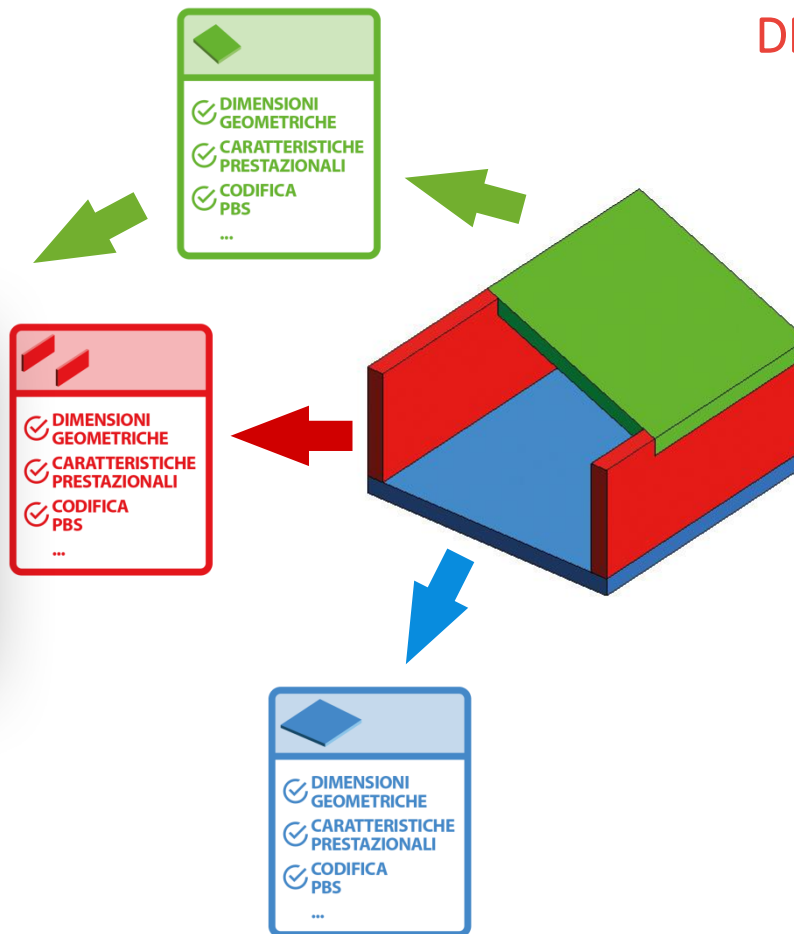 DIMENSIONI
GEOMETRICHE
CARATTERISTICHE
PRESTAZIONALI
CODIFICA
PBS
...
DIMENSIONI
GEOMETRICHE
CARATTERISTICHE
PRESTAZIONALI
CODIFICA
PBS
...
DIMENSIONI
GEOMETRICHE
CARATTERISTICHE
PRESTAZIONALI
CODIFICA
PBS
...